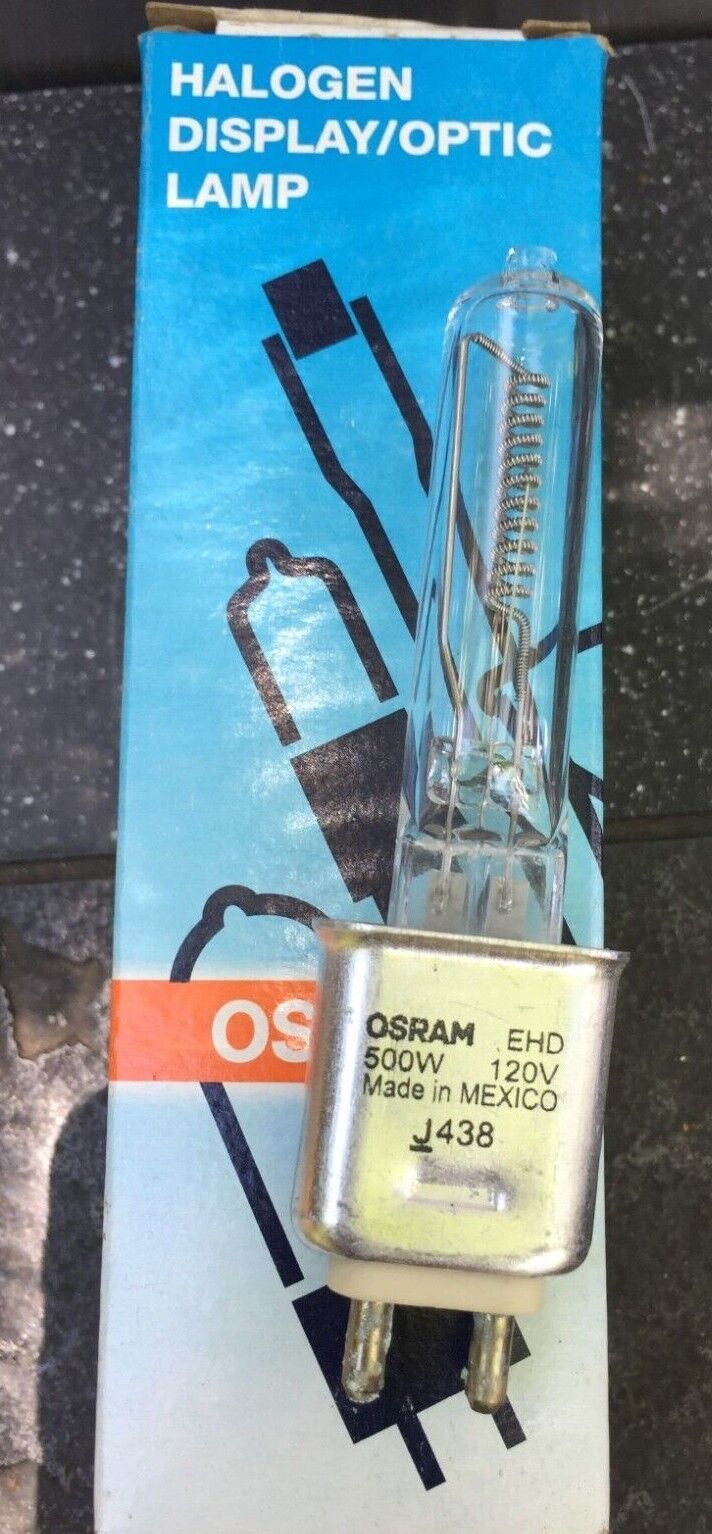 HALOGEN
DISPLAY/OPTIC
LAMP
OS
OSRAM EHD
500W 120V
Made in MEXICO
J438